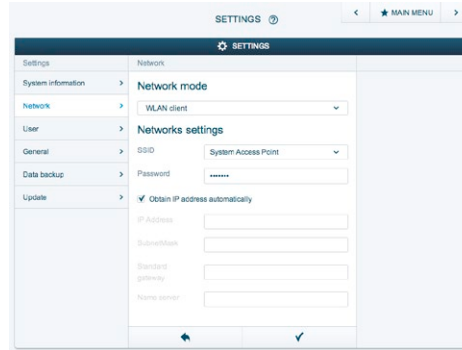 SETTINGS ?
MAIN MENU
SETTINGS
Settings
Network
System information
Network
User
General
Data backup
Update
Network mode
WLAN client
Networks settings
SSID
System Access Point
Password
•••••••
Obtain IP address automatically
IP Address
SubnetMask
Standard
gateway
Name server